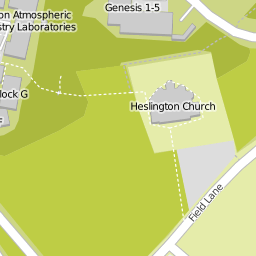 Genesis 1-5
on Atmospheric
stry Laboratories
lock G
Heslington Church
Field Lane